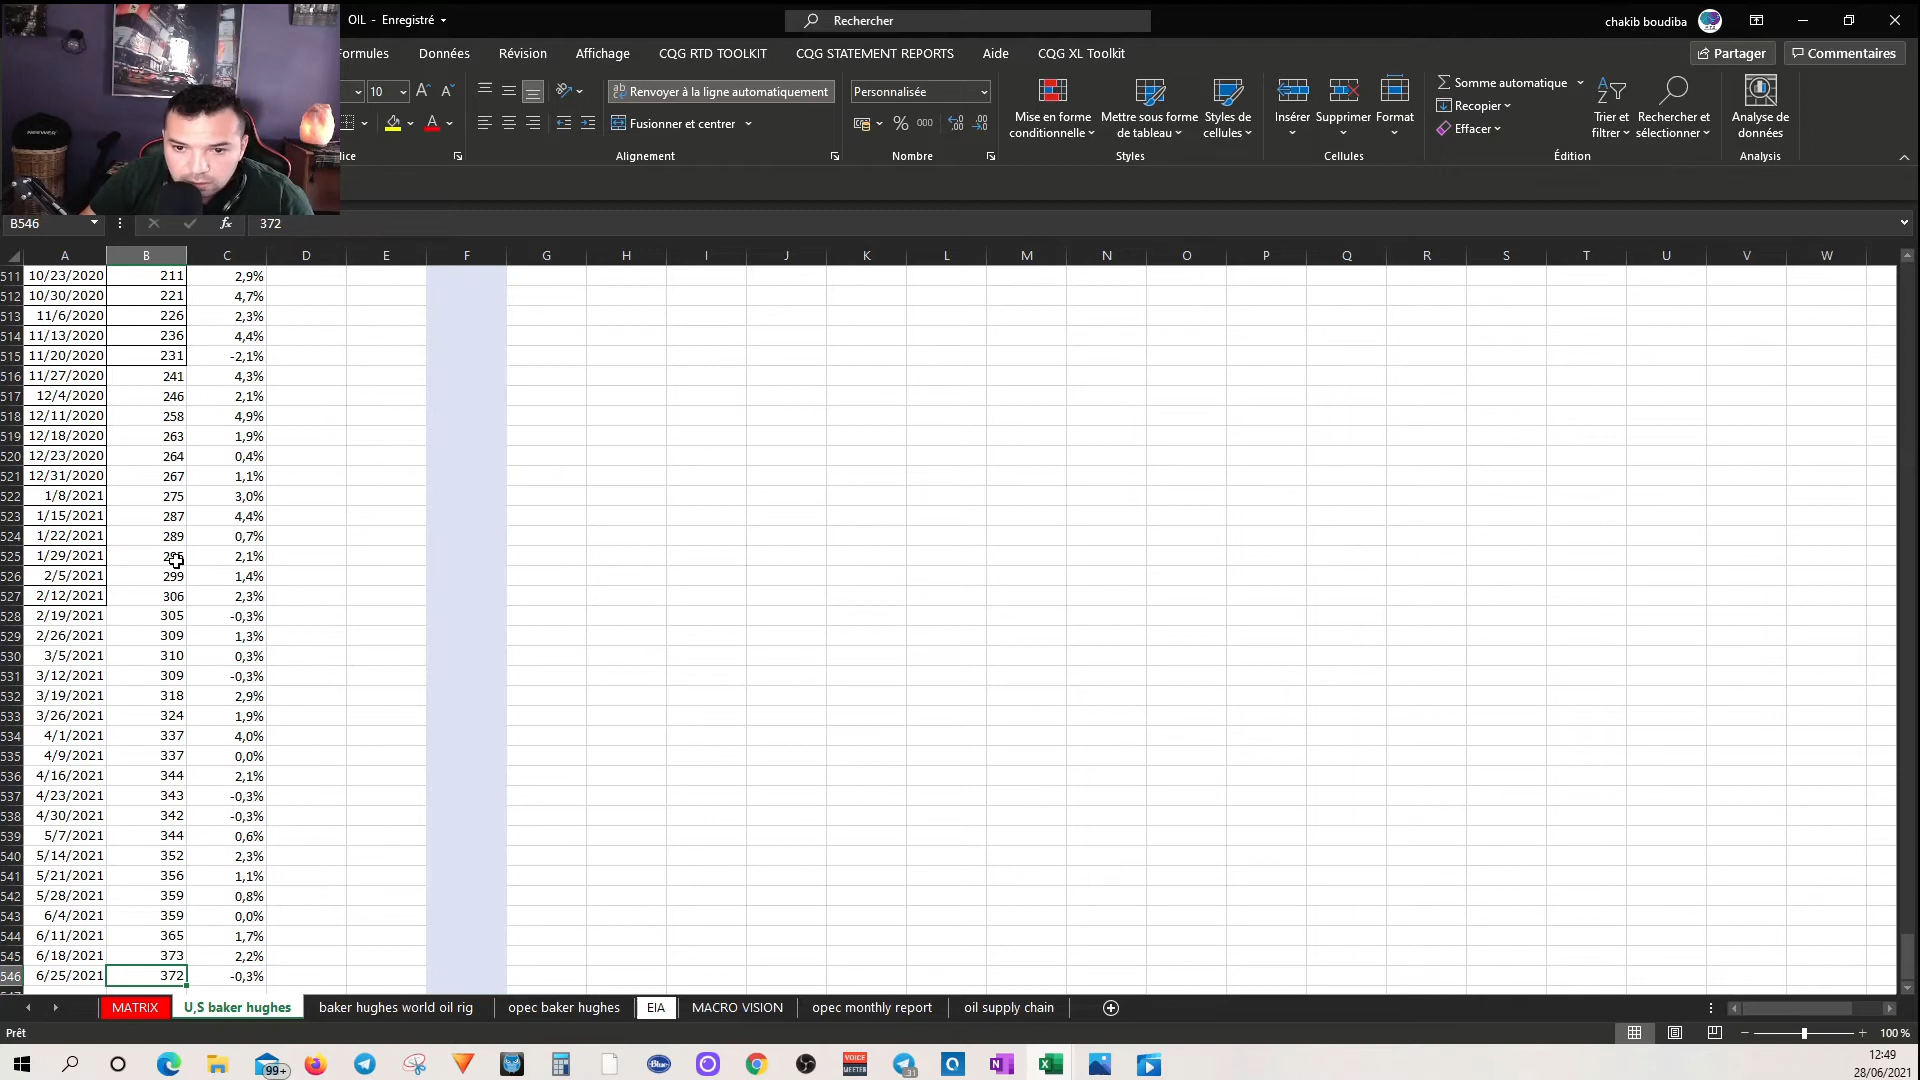 OIL - Enregistré
Rechercher
chakib boudiba
Formules Données Révision Affichage CQG RTD TOOLKIT CQG STATEMENT REPORTS Aide CQG XL Toolkit Partager Commentaires
10 Renvoyer à la ligne automatiquement Personnalisée Somme automatique
Fusionner et centrer Recopier
Effacer
Mise en forme conditionnelle
Mettre sous forme de tableau
Styles de cellules
Insérer Supprimer Format
Trier et filtrer
Rechercher et sélectionner
Analyse de données
Alignement Nombre Styles Cellules Édition Analysis
B546 fx 372
A B C D E F G H I J K L M N O P Q R S T U V W
511 10/23/2020 211 2,9%
512 10/30/2020 221 4,7%
513 11/6/2020 226 2,3%
514 11/13/2020 236 4,4%
515 11/20/2020 231 -2,1%
516 11/27/2020 241 4,3%
517 12/4/2020 246 2,1%
518 12/11/2020 258 4,9%
519 12/18/2020 263 1,9%
520 12/23/2020 264 0,4%
521 12/31/2020 267 1,1%
522 1/8/2021 275 3,0%
523 1/15/2021 287 4,4%
524 1/22/2021 289 0,7%
525 1/29/2021 2,1%
526 2/5/2021 299 1,4%
527 2/12/2021 306 2,3%
528 2/19/2021 305 -0,3%
529 2/26/2021 309 1,3%
530 3/5/2021 310 0,3%
531 3/12/2021 309 -0,3%
532 3/19/2021 318 2,9%
533 3/26/2021 324 1,9%
534 4/1/2021 337 4,0%
535 4/9/2021 337 0,0%
536 4/16/2021 344 2,1%
537 4/23/2021 343 -0,3%
538 4/30/2021 342 -0,3%
539 5/7/2021 344 0,6%
540 5/14/2021 352 2,3%
541 5/21/2021 356 1,1%
542 5/28/2021 359 0,8%
543 6/4/2021 359 0,0%
544 6/11/2021 365 1,7%
545 6/18/2021 373 2,2%
546 6/25/2021 372 -0,3%
MATRIX U,S baker hughes baker hughes world oil rig opec baker hughes EIA MACRO VISION opec monthly report oil supply chain
Prêt 100 %
99+ Blue VOICE MEETER 31
12:49
28/06/2021